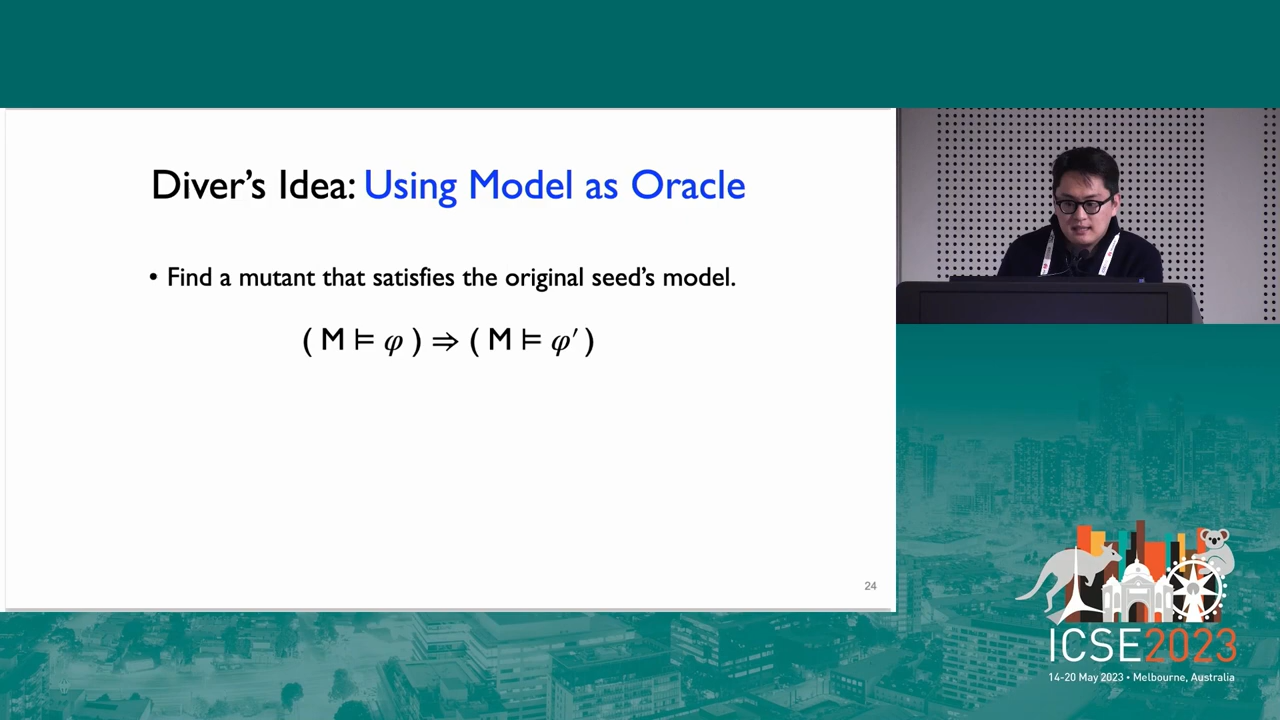 Diver’s Idea: Using Model as Oracle
• Find a mutant that satisfies the original seed’s model.
( M ⊨ φ ) ⇒ ( M ⊨ φ′ )
24
ICSE2023
14-20 May 2023 • Melbourne, Australia